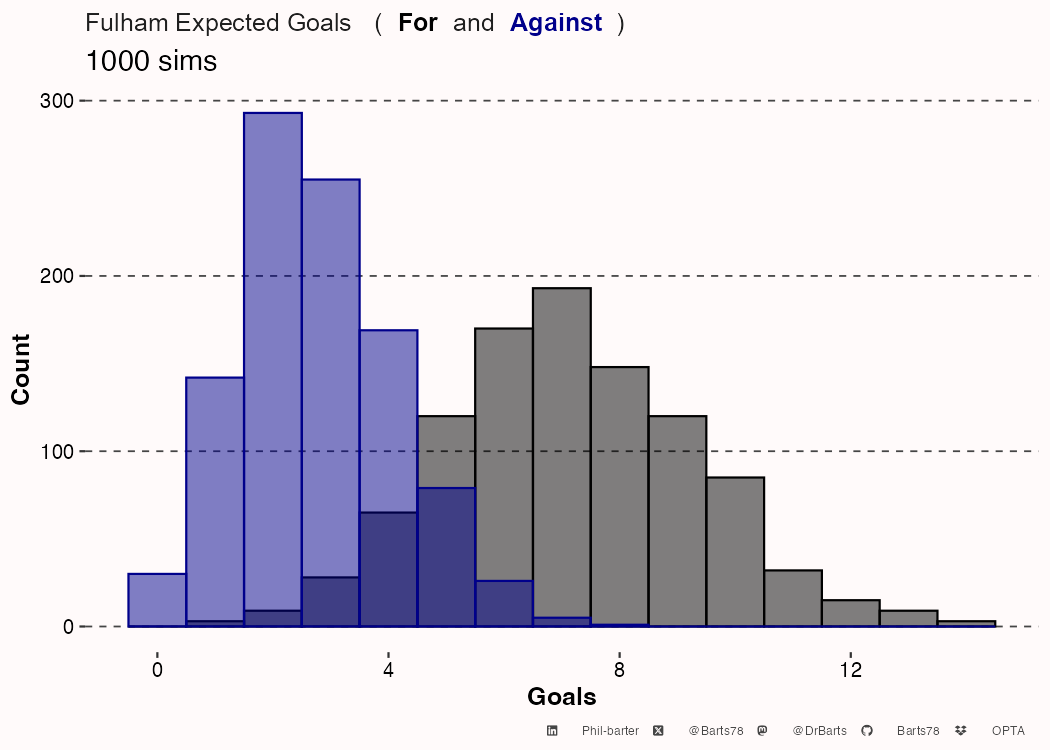 Fulham Expected Goals ( For and Against )
1000 sims
300
200
100
0
Count
0 4 8 12
Goals
Phil-barter @Barts78 @DrBarts Barts78 OPTA